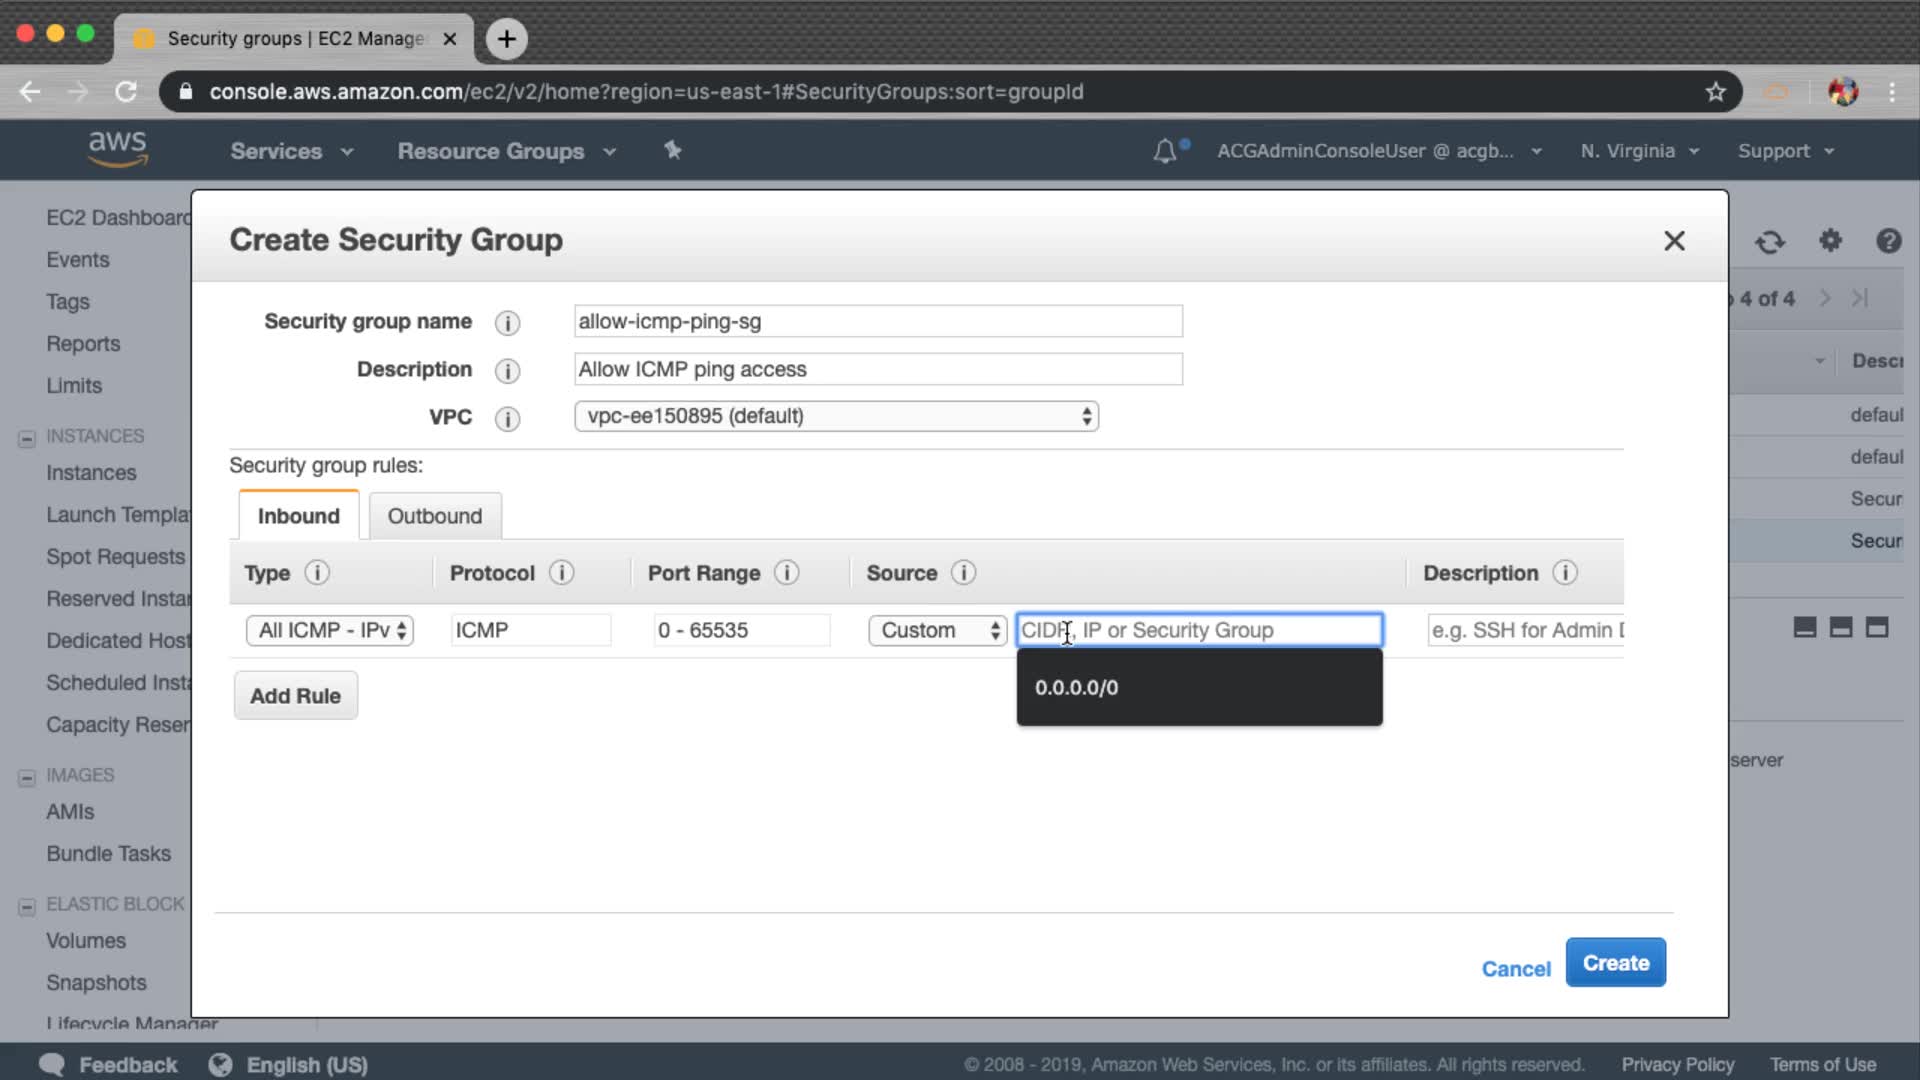 Security groups | EC2 Manage
console.aws.amazon.com/ec2/v2/home?region=us-east-1#SecurityGroups:sort=groupId
aws Services Resource Groups ACGAdminConsoleUser @ acgb... N. Virginia Support
Create Security Group
Security group name allow-icmp-ping-sg
Description Allow ICMP ping access
VPC vpc-ee150895 (default)
Security group rules:
Inbound Outbound
Type Protocol Port Range Source Description
All ICMP - IPv ICMP 0 - 65535 Custom CIDR, IP or Security Group e.g. SSH for Admin D
0.0.0.0/0
Add Rule
Cancel Create
EC2 Dashboard
Events
Tags
Reports
Limits
INSTANCES
Instances
Launch Templa
Spot Requests
Reserved Insta
Dedicated Host
Scheduled Insta
Capacity Reser
IMAGES
AMIs
Bundle Tasks
ELASTIC BLOCK
Volumes
Snapshots
Lifecycle Manager
4 of 4
Descr
defaul
defaul
Secur
Secur
server
Feedback English (US) © 2008 - 2019, Amazon Web Services, Inc. or its affiliates. All rights reserved. Privacy Policy Terms of Use